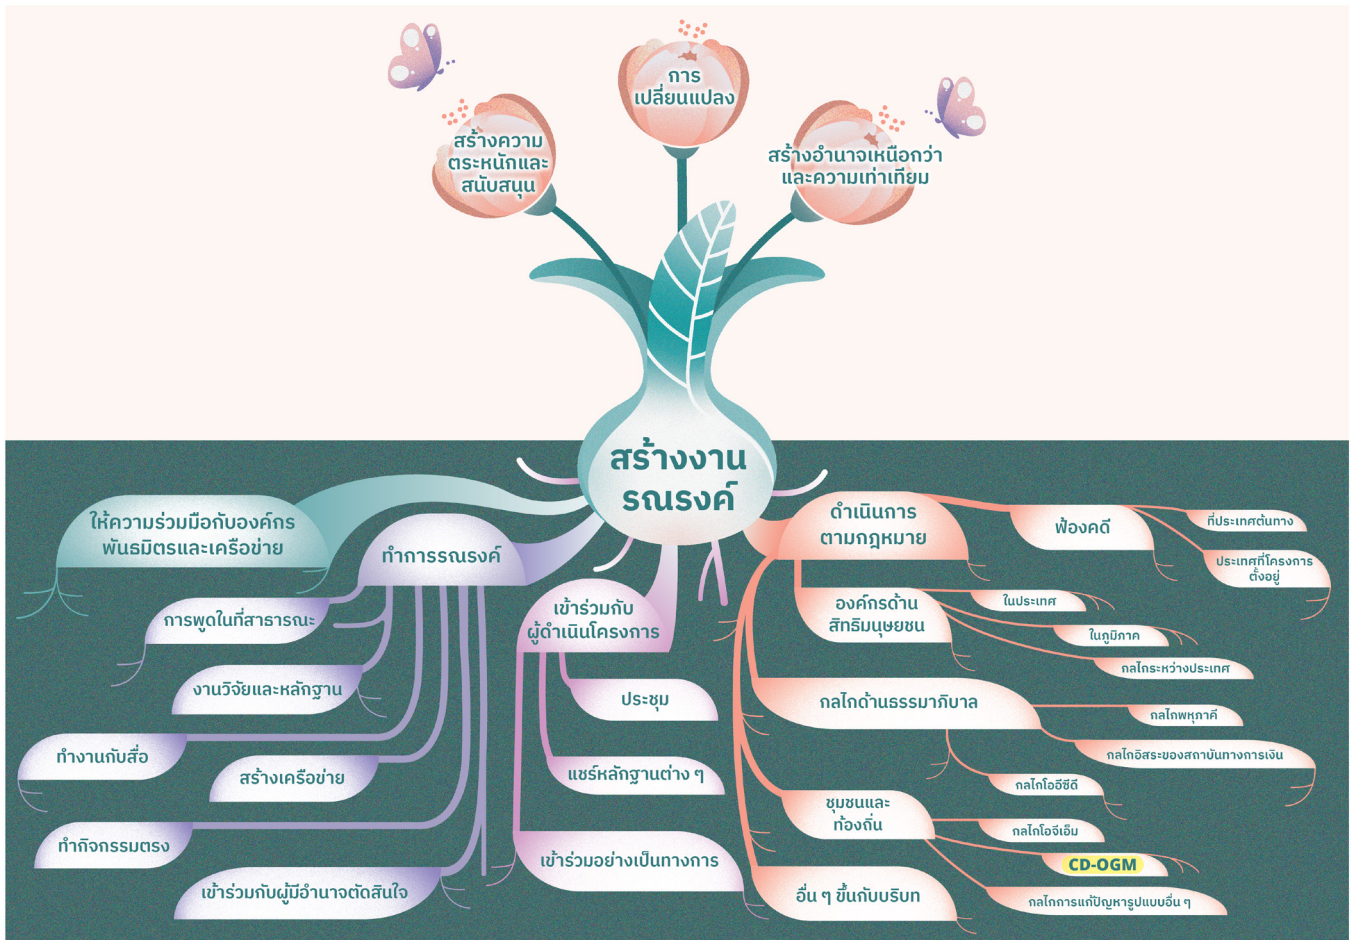 การ
เปลี่ยนแปลง
สร้างความ
ตระหนักและ
สนับสนุน
สร้างอำนาจเหนือกว่า
และความเท่าเทียม
สร้างงาน
รณรงค์
ให้ความร่วมมือกับองค์กร
พันธมิตรและเครือข่าย
ทำการรณรงค์
การพูดในที่สาธารณะ
งานวิจัยและหลักฐาน
ทำงานกับสื่อ
สร้างเครือข่าย
ทำกิจกรรมตรง
เข้าร่วมกับผู้มีอำนาจตัดสินใจ
เข้าร่วมกับ
ผู้ดำเนินโครงการ
ประชุม
แชร์หลักฐานต่าง ๆ
เข้าร่วมอย่างเป็นทางการ
ดำเนินการ
ตามกฎหมาย
ฟ้องคดี
ที่ประเทศต้นทาง
ประเทศที่โครงการ
ตั้งอยู่
องค์กรด้าน
สิทธิมนุษยชน
ในประเทศ
ในภูมิภาค
กลไกระหว่างประเทศ
กลไกด้านธรรมาภิบาล
กลไกพหุภาคี
กลไกอิสระของสถาบันทางการเงิน
กลไกโออีซีดี
ชุมชนและ
ท้องถิ่น
กลไกโอจีเอ็ม
CD-OGM
กลไกการแก้ปัญหารูปแบบอื่น ๆ
อื่น ๆ ขึ้นกับบริบท